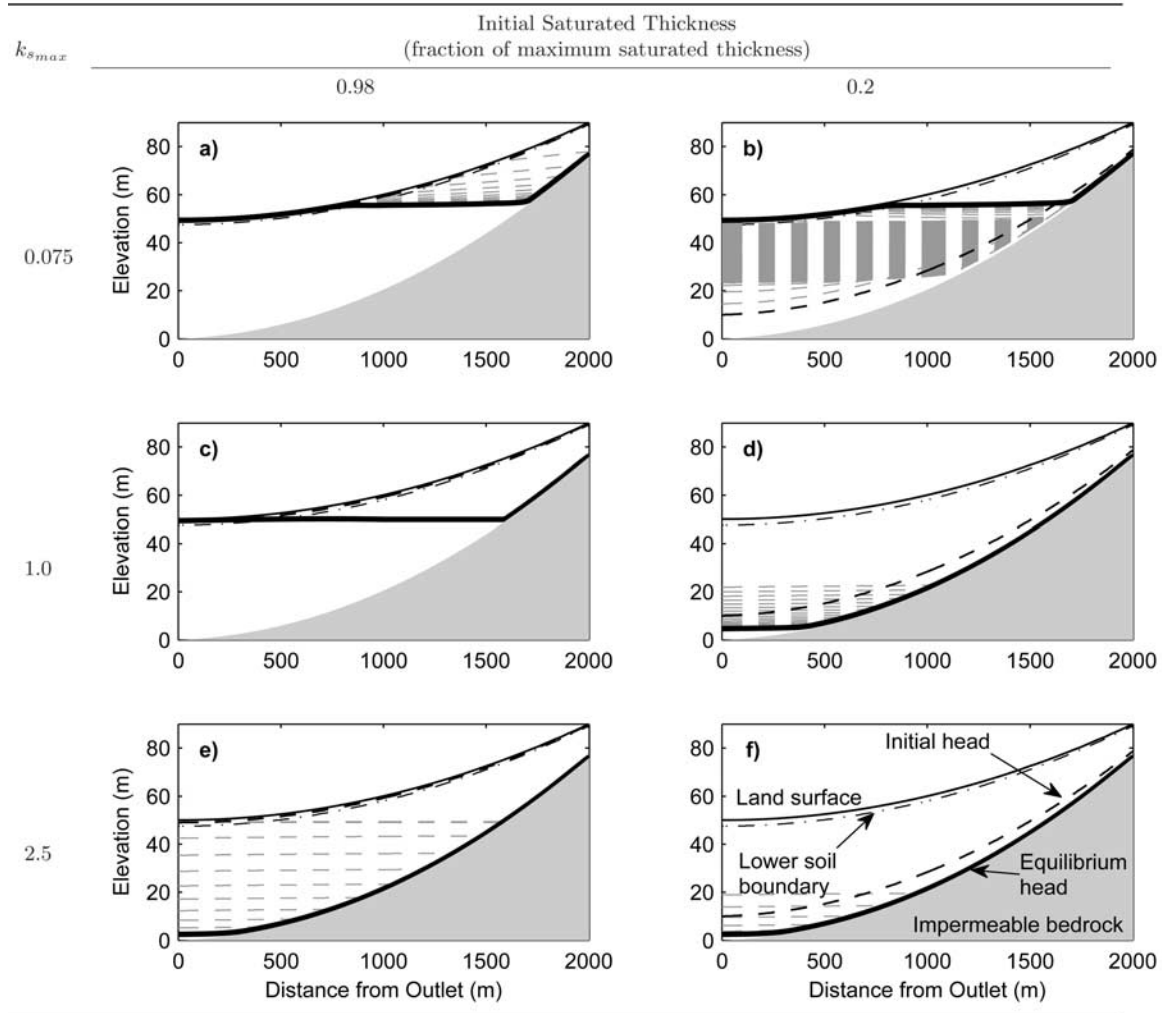 Initial Saturated Thickness
(fraction of maximum saturated thickness)
k_{s_{max}}
0.98
0.2
0.075
a)
Elevation (m)
80
60
40
20
0
0 500 1000 1500 2000
b)
Elevation (m)
80
60
40
20
0
0 500 1000 1500 2000
1.0
c)
Elevation (m)
80
60
40
20
0
0 500 1000 1500 2000
d)
Elevation (m)
80
60
40
20
0
0 500 1000 1500 2000
2.5
e)
Elevation (m)
80
60
40
20
0
0 500 1000 1500 2000
Distance from Outlet (m)
f)
Elevation (m)
80
60
40
20
0
Initial head
Land surface
Lower soil
boundary
Equilibrium
head
Impermeable bedrock
0 500 1000 1500 2000
Distance from Outlet (m)